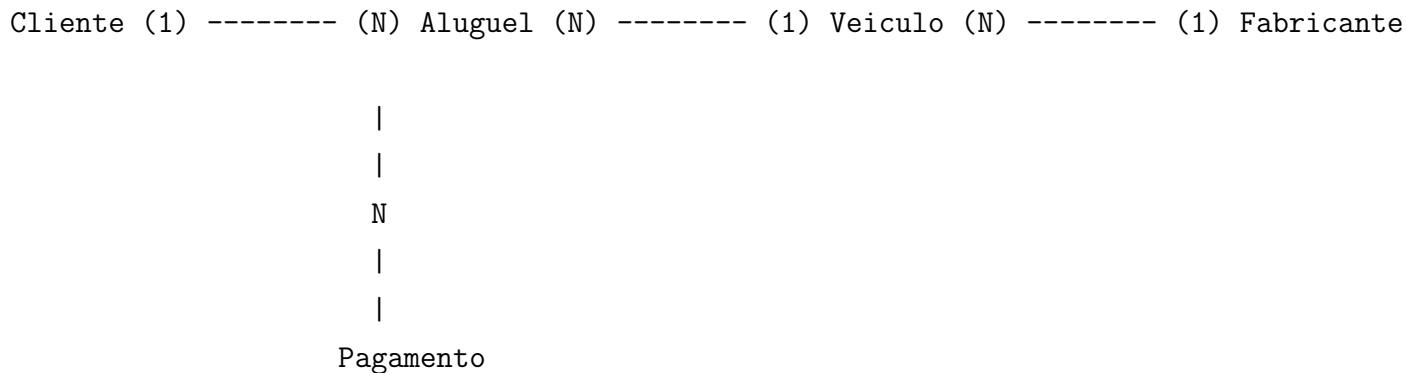 Cliente (1) -------- (N) Aluguel (N) -------- (1) Veiculo (N) -------- (1) Fabricante
|
|
N
|
|
Pagamento